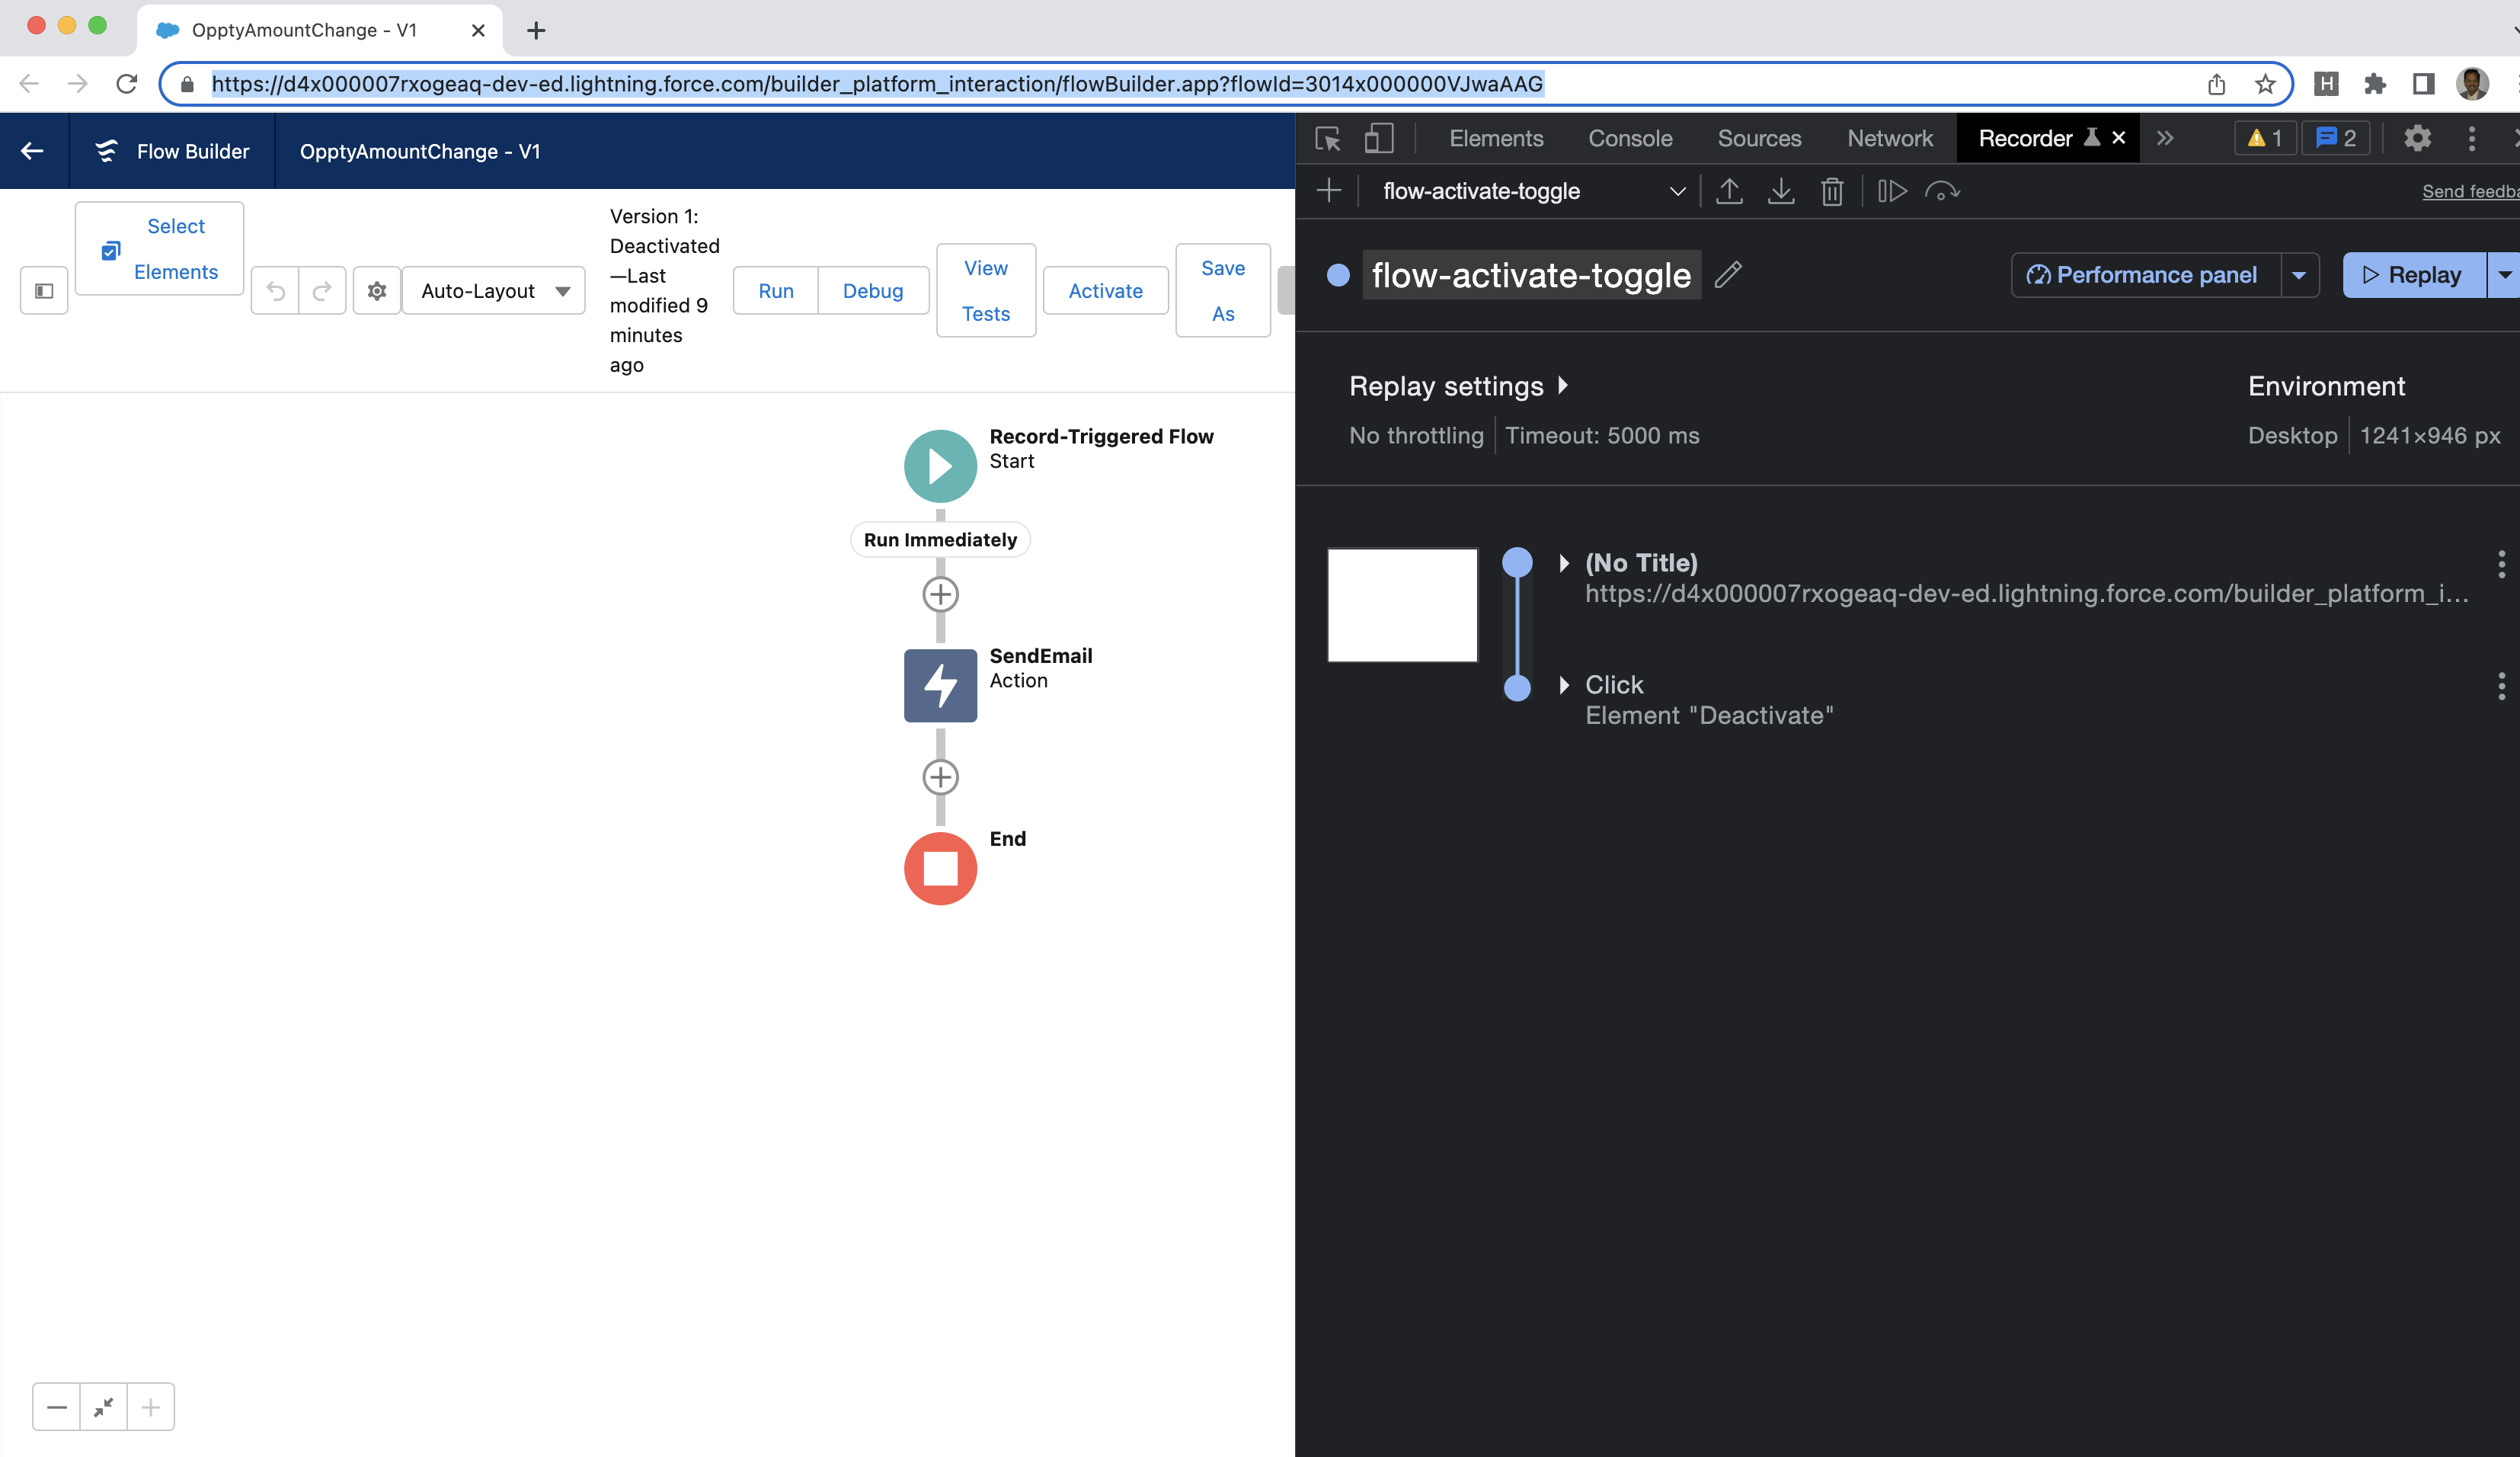 OpptyAmountChange - V1
https://d4x000007rxogeaq-dev-ed.lightning.force.com/builder_platform_interaction/flowBuilder.app?flowId=3014x000000VJwaAAG
H
Flow Builder
OpptyAmountChange - V1
Select
Elements
Auto-Layout
Version 1:
Deactivated
—Last
modified 9
minutes
ago
Run
Debug
View
Tests
Activate
Save
As
Record-Triggered Flow
Start
Run Immediately
SendEmail
Action
End
Elements
Console
Sources
Network
Recorder
1
2
flow-activate-toggle
Send feedba
flow-activate-toggle
Performance panel
Replay
Replay settings
No throttling
Timeout: 5000 ms
Environment
Desktop
1241×946 px
(No Title)
https://d4x000007rxogeaq-dev-ed.lightning.force.com/builder_platform_i...
Click
Element "Deactivate"